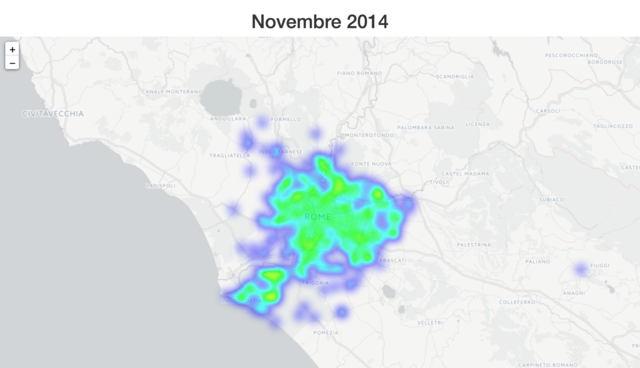 Novembre 2014
+
−
PESCOROCCHIANO
BORGOROSE
FIANO ROMANO
SCANDRIGLIA
CANALE MONTERANO
CARSOLI
CIVITAVECCHIA
ANGUILLARA
FORMELLO
PALOMBARA SABINA
LICENZA
TAGLIACOZZO
MONTEROTONDO
TRAGLIATELLA
FONTE NUOVA
CASTEL MADAMA
TIVOLI
LADISPOLI
SUBIACO
ROME
PALESTRINA
FRASCATI
PALIANO
FIUGGI
ANAGNI
COLLEFERRO
VELLETRI
POMEZIA
CARPINETO ROMANO